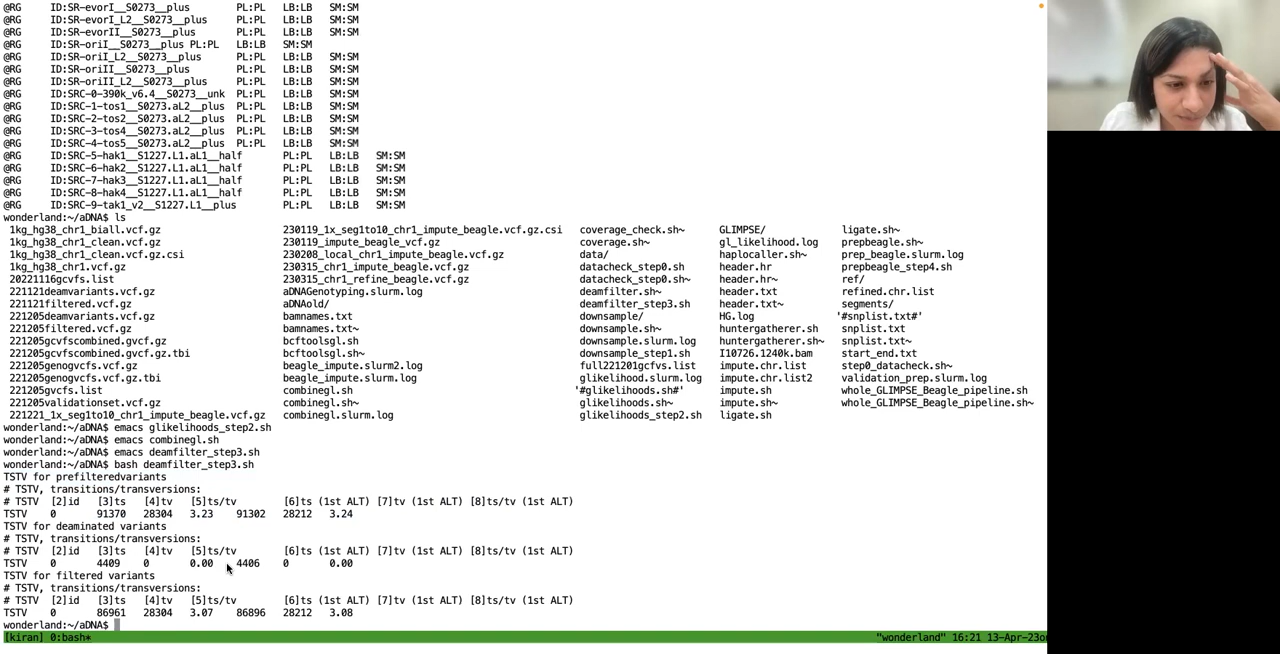 @RG ID:SR-evorI__S0273__plus PL:PL LB:LB SM:SM
@RG ID:SR-evorI_L2__S0273__plus PL:PL LB:LB SM:SM
@RG ID:SR-evorII__S0273__plus PL:PL LB:LB SM:SM
@RG ID:SR-oriI__S0273__plus PL:PL LB:LB SM:SM
@RG ID:SR-oriI_L2__S0273__plus PL:PL LB:LB SM:SM
@RG ID:SR-oriII__S0273__plus PL:PL LB:LB SM:SM
@RG ID:SR-oriII_L2__S0273__plus PL:PL LB:LB SM:SM
@RG ID:SRC-0-390k_v6.4__S0273__unk PL:PL LB:LB SM:SM
@RG ID:SRC-1-tos1__S0273.aL2__plus PL:PL LB:LB SM:SM
@RG ID:SRC-2-tos2__S0273.aL2__plus PL:PL LB:LB SM:SM
@RG ID:SRC-3-tos4__S0273.aL2__plus PL:PL LB:LB SM:SM
@RG ID:SRC-4-tos5__S0273.aL2__plus PL:PL LB:LB SM:SM
@RG ID:SRC-5-hak1__S1227.L1.aL1__half PL:PL LB:LB SM:SM
@RG ID:SRC-6-hak2__S1227.L1.aL1__half PL:PL LB:LB SM:SM
@RG ID:SRC-7-hak3__S1227.L1.aL1__half PL:PL LB:LB SM:SM
@RG ID:SRC-8-hak4__S1227.L1.aL1__half PL:PL LB:LB SM:SM
@RG ID:SRC-9-tak1_v2__S1227.L1__plus PL:PL LB:LB SM:SM
wonderland:~/aDNA$ ls
1kg_hg38_chr1_biall.vcf.gz 230119_1x_seg1to10_chr1_impute_beagle.vcf.gz.csi coverage_check.sh~ GLIMPSE/ ligate.sh~
1kg_hg38_chr1_clean.vcf.gz 230119_impute_beagle_vcf.gz coverage.sh~ gl_likelihood.log prepbeagle.sh~
1kg_hg38_chr1_clean.vcf.gz.csi 230208_local_chr1_impute_beagle.vcf.gz data/ haplocaller.sh~ prep_beagle.slurm.log
1kg_hg38_chr1.vcf.gz 230315_chr1_impute_beagle.vcf.gz datacheck_step0.sh header.hr prepbeagle_step4.sh
20221116gcvfs.list 230315_chr1_refine_beagle.vcf.gz datacheck_step0.sh~ header.hr~ ref/
221121deamvariants.vcf.gz aDNAGenotyping.slurm.log deamfilter.sh~ header.txt refined.chr.list
221121filtered.vcf.gz aDNAold/ deamfilter_step3.sh header.txt~ segments/
221205deamvariants.vcf.gz bamnames.txt downsample/ HG.log '#snplist.txt#'
221205filtered.vcf.gz bamnames.txt~ downsample.sh~ huntergatherer.sh snplist.txt
221205gcvfscombined.gvcf.gz bcftoolsgl.sh downsample.slurm.log huntergatherer.sh~ snplist.txt~
221205gcvfscombined.gvcf.gz.tbi bcftoolsgl.sh~ downsample_step1.sh I10726.1240k.bam start_end.txt
221205genogvcfs.vcf.gz beagle_impute.slurm2.log full221201gcfvs.list impute.chr.list step0_datacheck.sh~
221205genogvcfs.vcf.gz.tbi beagle_impute.slurm.log glikelihood.slurm.log impute.chr.list2 validation_prep.slurm.log
221205gvcfs.list combinegl.sh '#glikelihoods.sh#' impute.sh whole_GLIMPSE_Beagle_pipeline.sh
221205validationset.vcf.gz combinegl.sh~ glikelihoods.sh~ impute.sh~ whole_GLIMPSE_Beagle_pipeline.sh~
221221_1x_seg1to10_chr1_impute_beagle.vcf.gz combinegl.slurm.log glikelihoods_step2.sh ligate.sh
wonderland:~/aDNA$ emacs glikelihoods_step2.sh
wonderland:~/aDNA$ emacs combinegl.sh
wonderland:~/aDNA$ emacs deamfilter_step3.sh
wonderland:~/aDNA$ bash deamfilter_step3.sh
TSTV for prefilteredvariants
# TSTV, transitions/transversions:
# TSTV [2]id [3]ts [4]tv [5]ts/tv [6]ts (1st ALT) [7]tv (1st ALT) [8]ts/tv (1st ALT)
TSTV 0 91370 28304 3.23 91302 28212 3.24
TSTV for deaminated variants
# TSTV, transitions/transversions:
# TSTV [2]id [3]ts [4]tv [5]ts/tv [6]ts (1st ALT) [7]tv (1st ALT) [8]ts/tv (1st ALT)
TSTV 0 4409 0 0.00 4406 0 0.00
TSTV for filtered variants
# TSTV, transitions/transversions:
# TSTV [2]id [3]ts [4]tv [5]ts/tv [6]ts (1st ALT) [7]tv (1st ALT) [8]ts/tv (1st ALT)
TSTV 0 86961 28304 3.07 86896 28212 3.08
wonderland:~/aDNA$
[kiran] 0:bash* "wonderland" 16:21 13-Apr-23